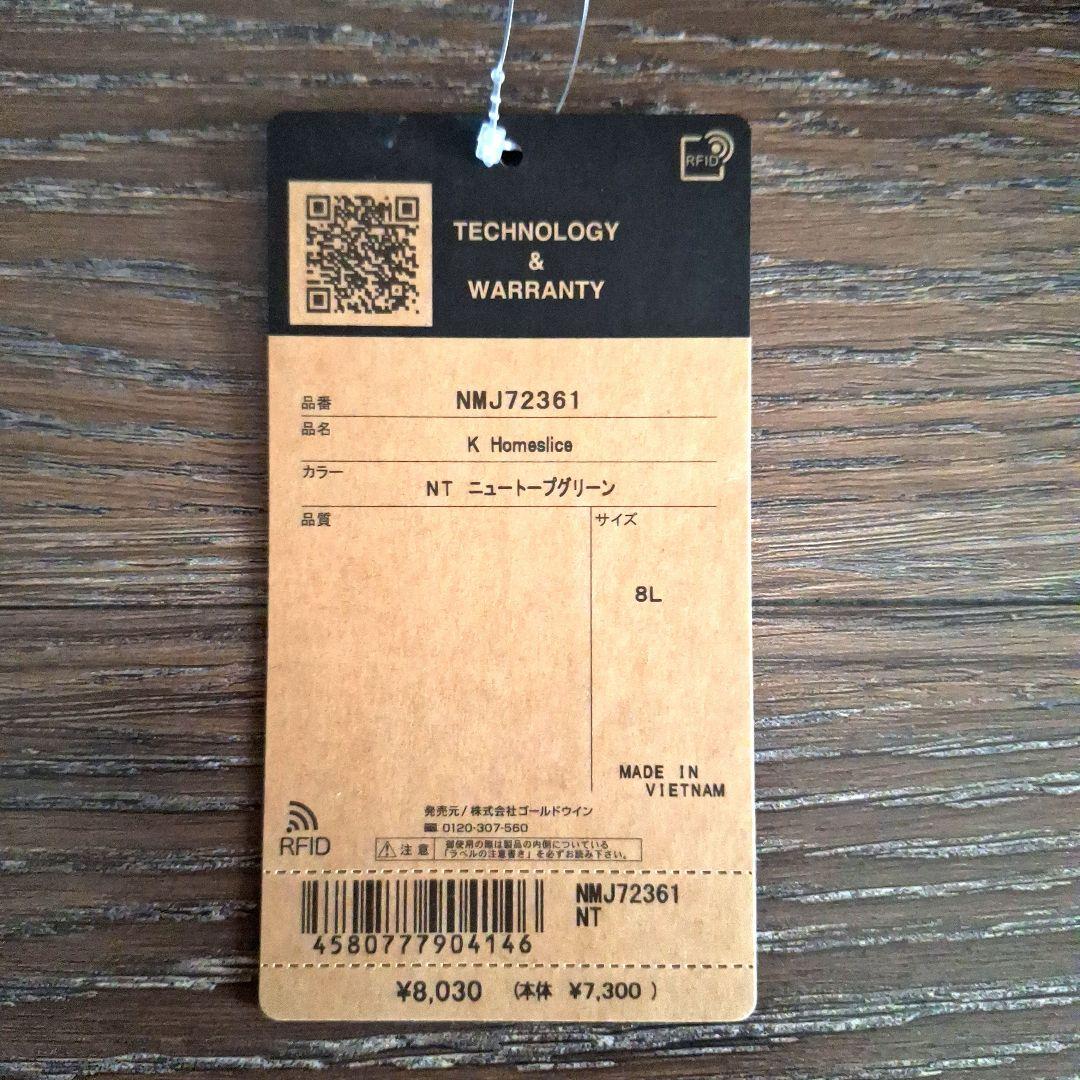 RFID
TECHNOLOGY
&
WARRANTY
品番 NMJ72361
品名
K Homeslice
カラー
NT ニュートープグリーン
品質
サイズ
8L
MADE IN
VIETNAM
発売元/株式会社ゴールドウイン
0120-307-560
RFID
注意
御使用の際は製品の内側についている
「ラベルの注意書き」を必ずお読み下さい。
NMJ72361
NT
4580777904146
¥8,030 (本体 ¥7,300 )